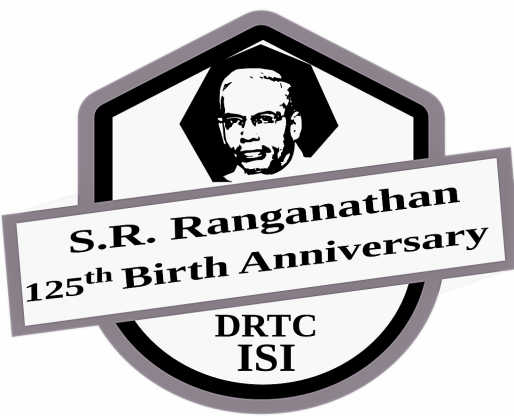 S.R. Ranganathan
125th Birth Anniversary
DRTC
ISI